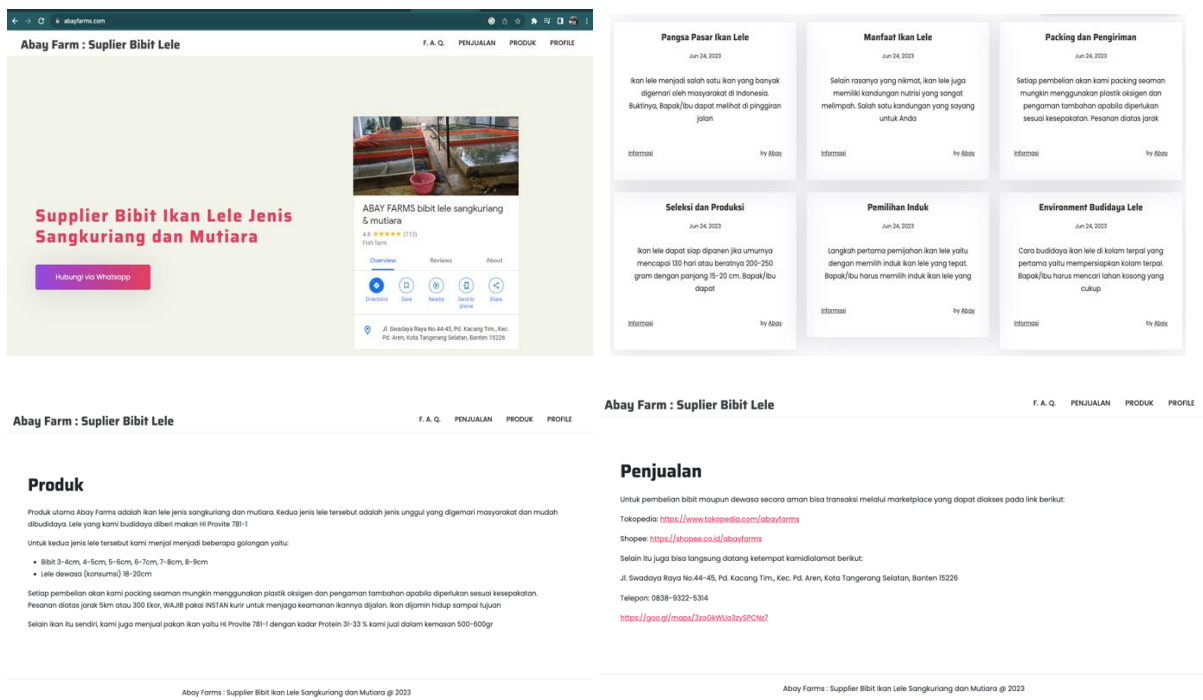 abayfarms.com
Abay Farm : Suplier Bibit Lele
F. A. Q. PENJUALAN PRODUK PROFILE
Supplier Bibit Ikan Lele Jenis
Sangkuriang dan Mutiara
Hubungi via Whatsapp
ABAY FARMS bibit lele sangkuriang
& mutiara
4.8 ★★★★★ (113)
Fish farm
Overview Reviews About
Directions Save Nearby Send to phone Share
Jl. Swadaya Raya No.44-45, Pd. Kacang Tim., Kec.
Pd. Aren, Kota Tangerang Selatan, Banten 15226
Pangsa Pasar Ikan Lele
Jun 24, 2023
Ikan lele menjadi salah satu ikan yang banyak
digemari oleh masyarakat di Indonesia.
Buktinya, Bapak/Ibu dapat melihat di pinggiran
jalan
Informasi by Abay
Manfaat Ikan Lele
Jun 24, 2023
Selain rasanya yang nikmat, ikan lele juga
memiliki kandungan nutrisi yang sangat
melimpah. Salah satu kandungan yang sayang
untuk Anda
Informasi by Abay
Packing dan Pengiriman
Jun 24, 2023
Setiap pembelian akan kami packing seaman
mungkin menggunakan plastik oksigen dan
pengaman tambahan apabila diperlukan
sesuai kesepakatan. Pesanan diatas jarak
Informasi by Abay
Seleksi dan Produksi
Jun 24, 2023
Ikan lele dapat siap dipanen jika umurnya
mencapai 130 hari atau beratnya 200-250
gram dengan panjang 15-20 cm. Bapak/Ibu
dapat
Informasi by Abay
Pemilihan Induk
Jun 24, 2023
Langkah pertama pemijahan ikan lele yaitu
dengan memilih induk ikan lele yang tepat.
Bapak/Ibu harus memilih induk ikan lele yang
Informasi by Abay
Environment Budidaya Lele
Jun 24, 2023
Cara budidaya ikan lele di kolam terpal yang
pertama yaitu mempersiapkan kolam terpal.
Bapak/Ibu harus mencari lahan kosong yang
cukup
Informasi by Abay
Abay Farm : Suplier Bibit Lele
F. A. Q. PENJUALAN PRODUK PROFILE
Produk
Produk utama Abay Farms adalah ikan lele jenis sangkuriang dan mutiara. Kedua jenis lele tersebut adalah jenis unggul yang digemari masyarakat dan mudah
dibudidaya. Lele yang kami budidaya diberi makan Hi Provite 781-1
Untuk kedua jenis lele tersebut kami menjal menjadi beberapa golongan yaitu:
• Bibit 3-4cm, 4-5cm, 5-6cm, 6-7cm, 7-8cm, 8-9cm
• Lele dewasa (konsumsi) 18-20cm
Setiap pembelian akan kami packing seaman mungkin menggunakan plastik oksigen dan pengaman tambahan apabila diperlukan sesuai kesepakatan.
Pesanan diatas jarak 5km atau 300 Ekor, WAJIB pakai INSTAN kurir untuk menjaga keamanan ikannya dijalan. Ikan dijamin hidup sampai tujuan
Selain ikan itu sendiri, kami juga menjual pakan ikan yaitu Hi Provite 781-1 dengan kadar Protein 31-33 % kami jual dalam kemasan 500-600gr
Abay Farms : Supplier Bibit Ikan Lele Sangkuriang dan Mutiara @ 2023
Abay Farm : Suplier Bibit Lele
F. A. Q. PENJUALAN PRODUK PROFILE
Penjualan
Untuk pembelian bibit maupun dewasa secara aman bisa transaksi melalui marketplace yang dapat diakses pada link berikut:
Tokopedia: https://www.tokopedia.com/abayfarms
Shopee: https://shopee.co.id/abayfarms
Selain itu juga bisa langsung datang ketempat kamidialamat berikut:
Jl. Swadaya Raya No.44-45, Pd. Kacang Tim., Kec. Pd. Aren, Kota Tangerang Selatan, Banten 15226
Telepon: 0838-9322-5314
https://goo.gl/maps/3zoGkWUo3zySPCNz7
Abay Farms : Supplier Bibit Ikan Lele Sangkuriang dan Mutiara @ 2023